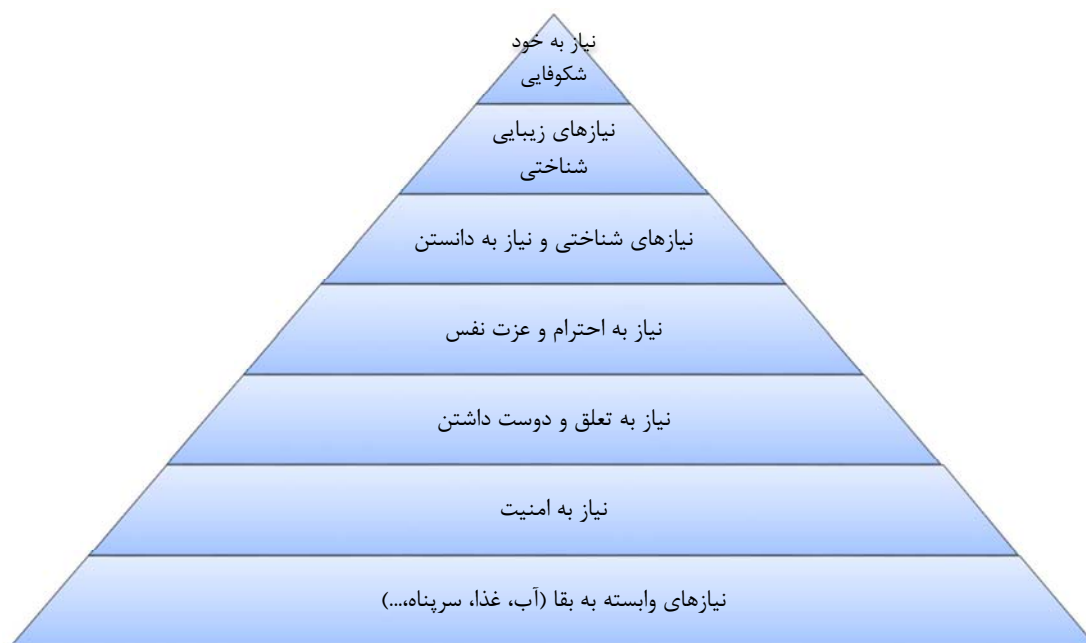 نیاز به خود
شکوفایی
نیازهای زیبایی
شناختی
نیازهای شناختی و نیاز به دانستن
نیاز به احترام و عزت نفس
نیاز به تعلق و دوست داشتن
نیاز به امنیت
نیازهای وابسته به بقا (آب، غذا، سرپناه،...)